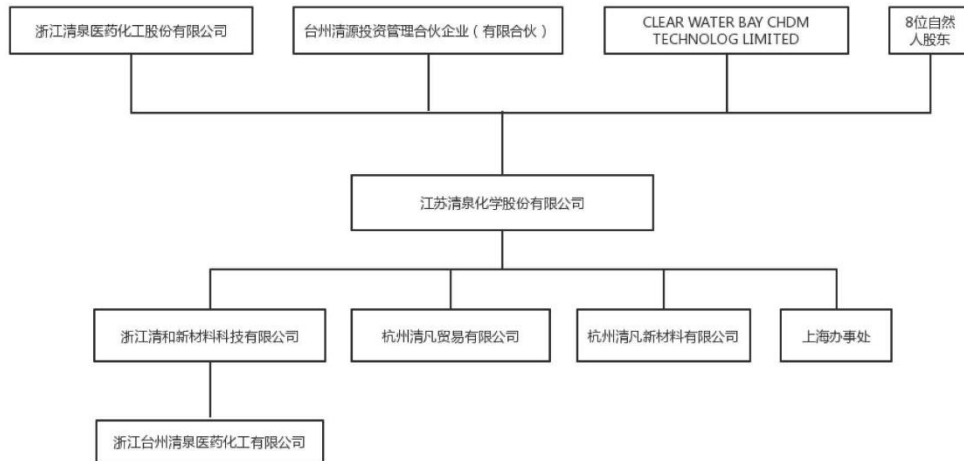 浙江清泉医药化工股份有限公司
台州清源投资管理合伙企业（有限合伙）
CLEAR WATER BAY CHDM
TECHNOLOG LIMITED
8位自然
人股东
江苏清泉化学股份有限公司
浙江清和新材料科技有限公司
杭州清凡贸易有限公司
杭州清凡新材料有限公司
上海办事处
浙江台州清泉医药化工有限公司